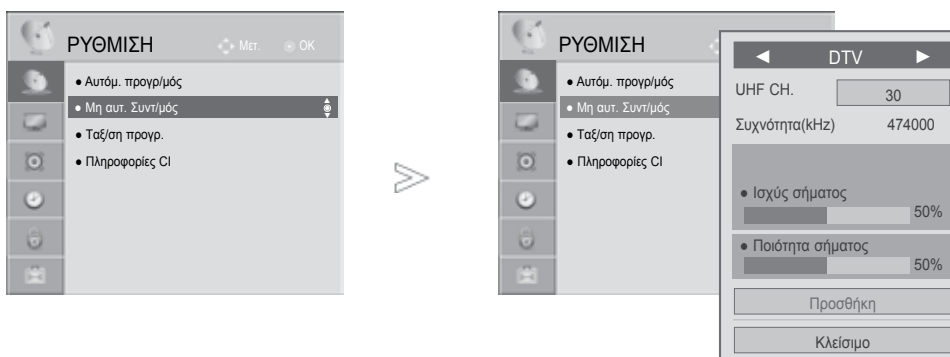 ΡΥΘΜΙΣΗ Μετ. OK
● Αυτόμ. προγρ/μός
● Μη αυτ. Συντ/μός
● Ταξ/ση προγρ.
● Πληροφορίες CI
ΡΥΘΜΙΣΗ
● Αυτόμ. προγρ/μός
● Μη αυτ. Συντ/μός
● Ταξ/ση προγρ.
● Πληροφορίες CI
◄ DTV ►
UHF CH. 30
Συχνότητα(kHz) 474000
● Ισχύς σήματος
50%
● Ποιότητα σήματος
50%
Προσθήκη
Κλείσιμο